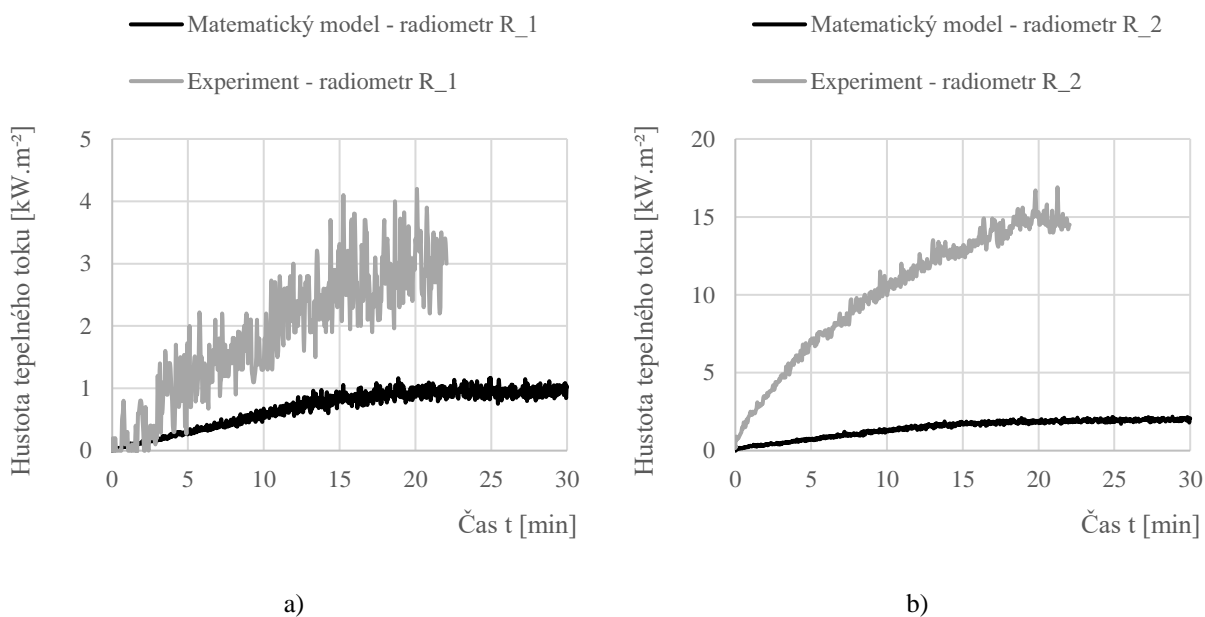 Matematický model - radiometr R_1
Experiment - radiometr R_1
Hustota tepelného toku [kW.m⁻²]
5
4
3
2
1
0
0 5 10 15 20 25 30
Čas t [min]
a)
Matematický model - radiometr R_2
Experiment - radiometr R_2
Hustota tepelného toku [kW.m⁻²]
20
15
10
5
0
0 5 10 15 20 25 30
Čas t [min]
b)